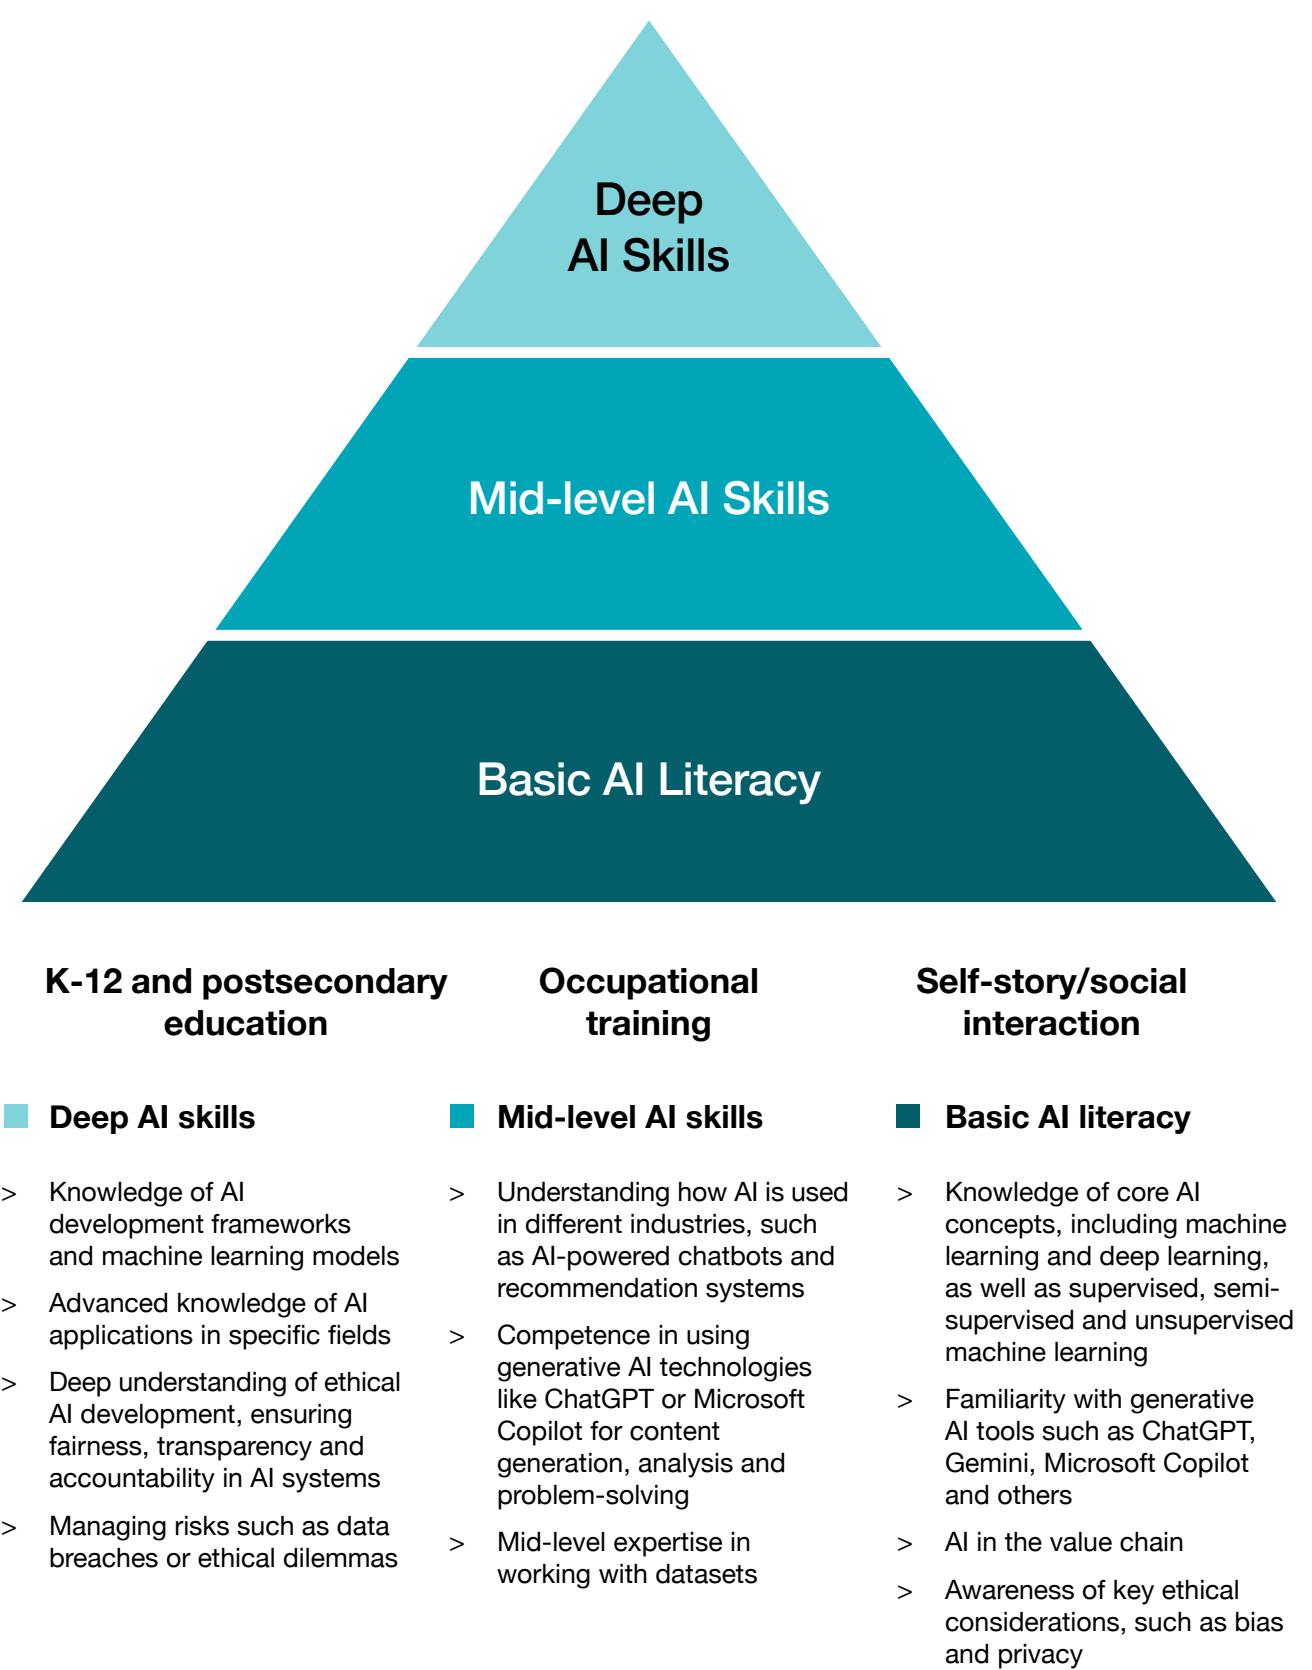 Deep
AI Skills
Mid-level AI Skills
Basic AI Literacy
K-12 and postsecondary
education
Occupational
training
Self-story/social
interaction
Deep AI skills
> Knowledge of AI
development frameworks
and machine learning models
> Advanced knowledge of AI
applications in specific fields
> Deep understanding of ethical
AI development, ensuring
fairness, transparency and
accountability in AI systems
> Managing risks such as data
breaches or ethical dilemmas
Mid-level AI skills
> Understanding how AI is used
in different industries, such
as AI-powered chatbots and
recommendation systems
> Competence in using
generative AI technologies
like ChatGPT or Microsoft
Copilot for content
generation, analysis and
problem-solving
> Mid-level expertise in
working with datasets
Basic AI literacy
> Knowledge of core AI
concepts, including machine
learning and deep learning,
as well as supervised, semi-
supervised and unsupervised
machine learning
> Familiarity with generative
AI tools such as ChatGPT,
Gemini, Microsoft Copilot
and others
> AI in the value chain
> Awareness of key ethical
considerations, such as bias
and privacy